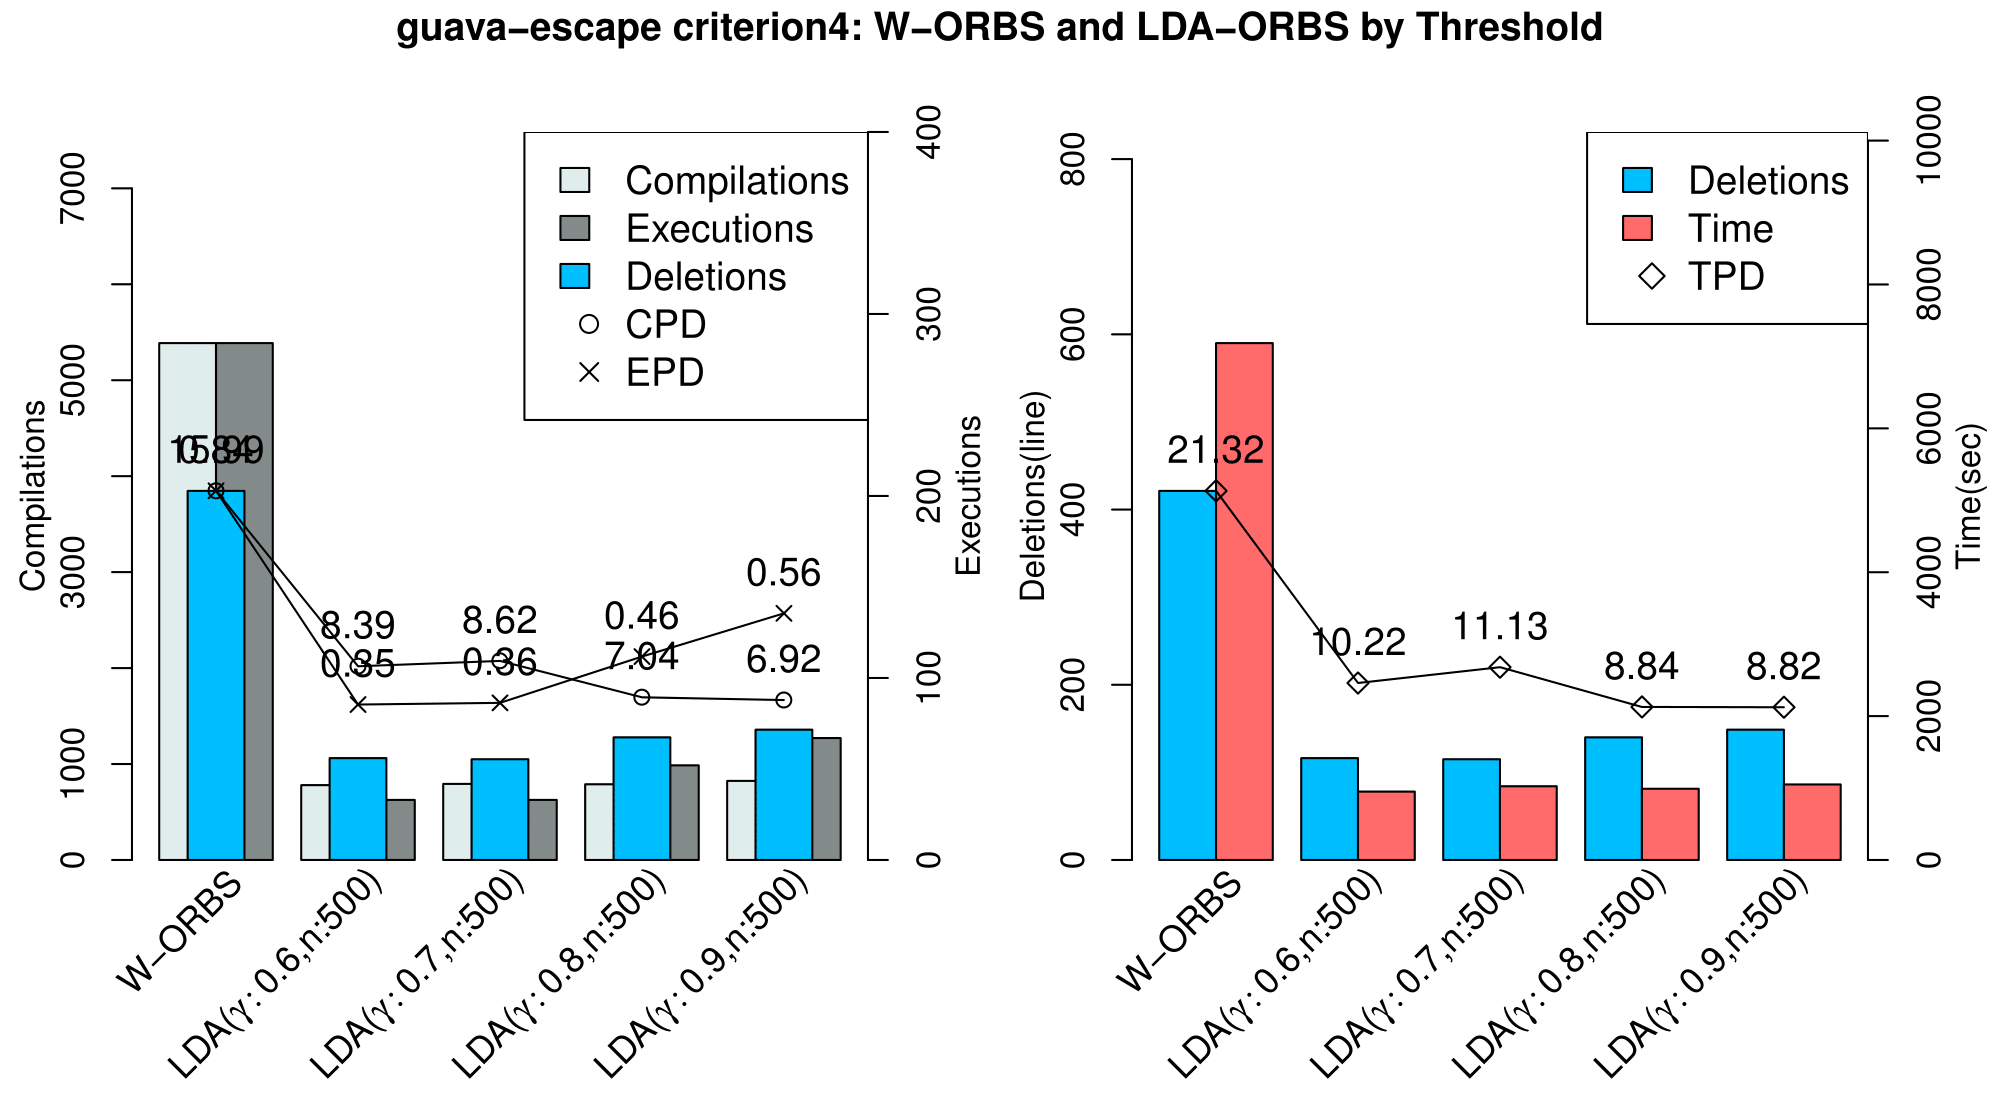 guava−escape criterion4: W−ORBS and LDA−ORBS by Threshold
Compilations
0
1000
3000
5000
7000
Compilations
Executions
Deletions
CPD
EPD
8.39
0.35
8.62
0.36
0.46
7.04
0.56
6.92
0
100
200
300
400
Executions
W−ORBS
LDA(γ: 0.6,n:500)
LDA(γ: 0.7,n:500)
LDA(γ: 0.8,n:500)
LDA(γ: 0.9,n:500)
Deletions(line)
0
200
400
600
800
Deletions
Time
TPD
21.32
10.22
11.13
8.84
8.82
0
2000
4000
6000
8000
10000
Time(sec)
W−ORBS
LDA(γ: 0.6,n:500)
LDA(γ: 0.7,n:500)
LDA(γ: 0.8,n:500)
LDA(γ: 0.9,n:500)